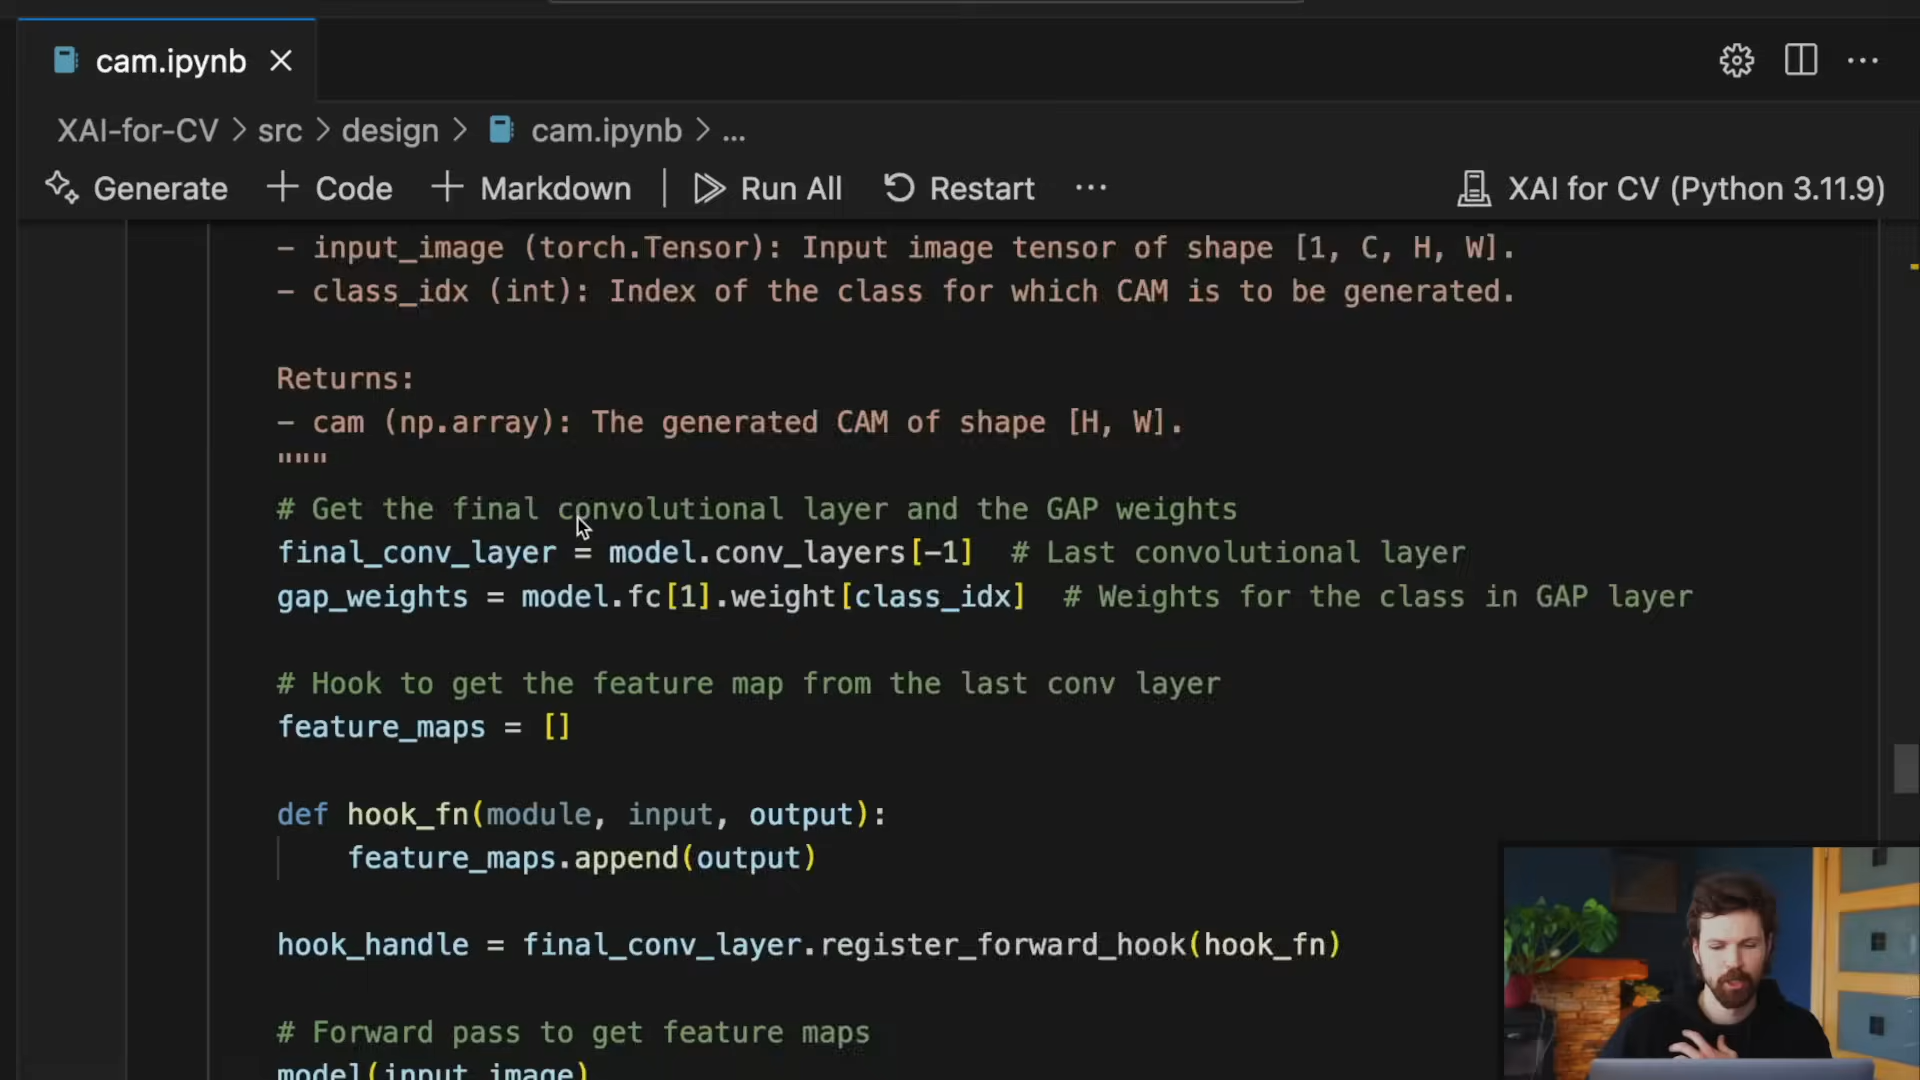 cam.ipynb
XAI-for-CV > src > design > cam.ipynb > ...
Generate + Code + Markdown | Run All Restart ... XAI for CV (Python 3.11.9)
- input_image (torch.Tensor): Input image tensor of shape [1, C, H, W].
- class_idx (int): Index of the class for which CAM is to be generated.
Returns:
- cam (np.array): The generated CAM of shape [H, W].
"""
# Get the final convolutional layer and the GAP weights
final_conv_layer = model.conv_layers[-1]  # Last convolutional layer
gap_weights = model.fc[1].weight[class_idx]  # Weights for the class in GAP layer
# Hook to get the feature map from the last conv layer
feature_maps = []
def hook_fn(module, input, output):
feature_maps.append(output)
hook_handle = final_conv_layer.register_forward_hook(hook_fn)
# Forward pass to get feature maps
model(input_image)